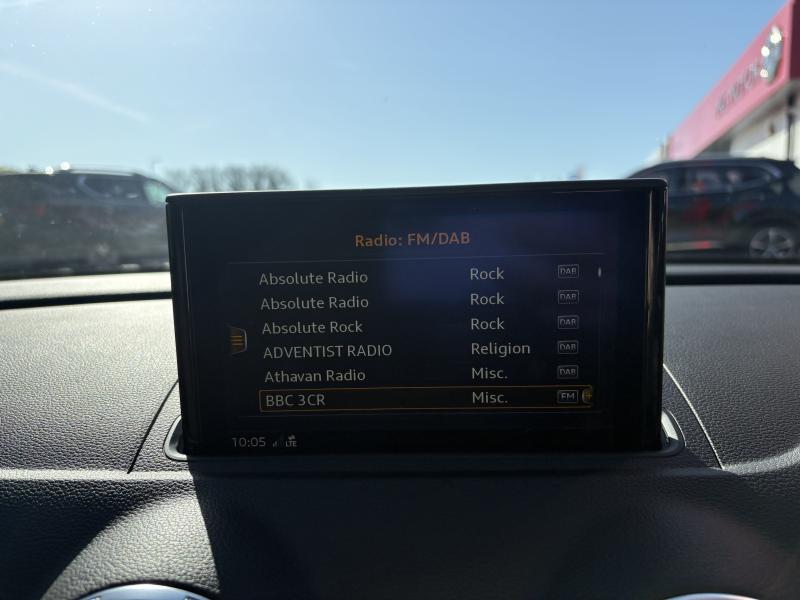 Radio: FM/DAB
Absolute Radio Rock DAB
Absolute Radio Rock DAB
Absolute Rock Rock DAB
ADVENTIST RADIO Religion DAB
Athavan Radio Misc. DAB
BBC 3CR Misc. FM
10:05 LTE